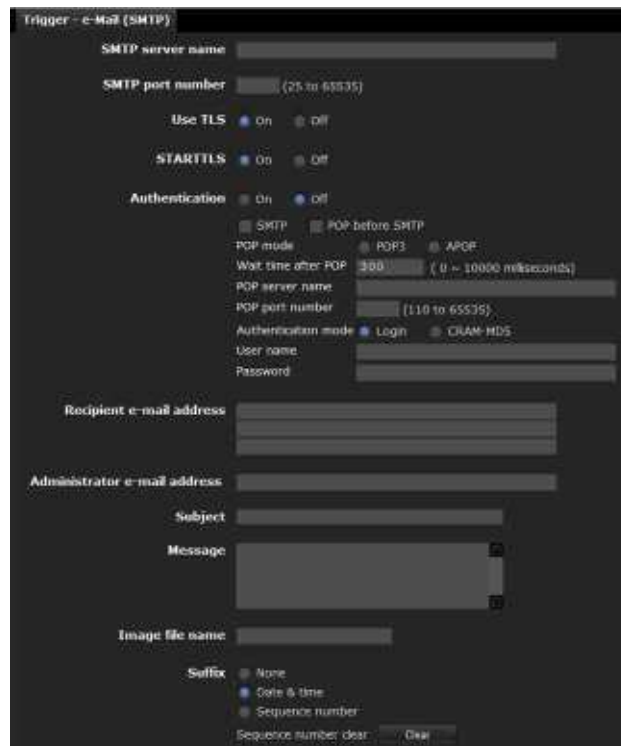 Trigger - e-Mail (SMTP)
SMTP server name
SMTP port number (25 to 65535)
Use TLS On Off
STARTTLS On Off
Authentication On Off
SMTP POP before SMTP
POP mode POP3 APOP
Wait time after POP 300 ( 0 ~ 10000 milliseconds)
POP server name
POP port number (110 to 65535)
Authentication mode Login CRAM-MD5
User name
Password
Recipient e-mail address
Administrator e-mail address
Subject
Message
Image file name
Suffix None
Date & time
Sequence number
Sequence number clear Clear